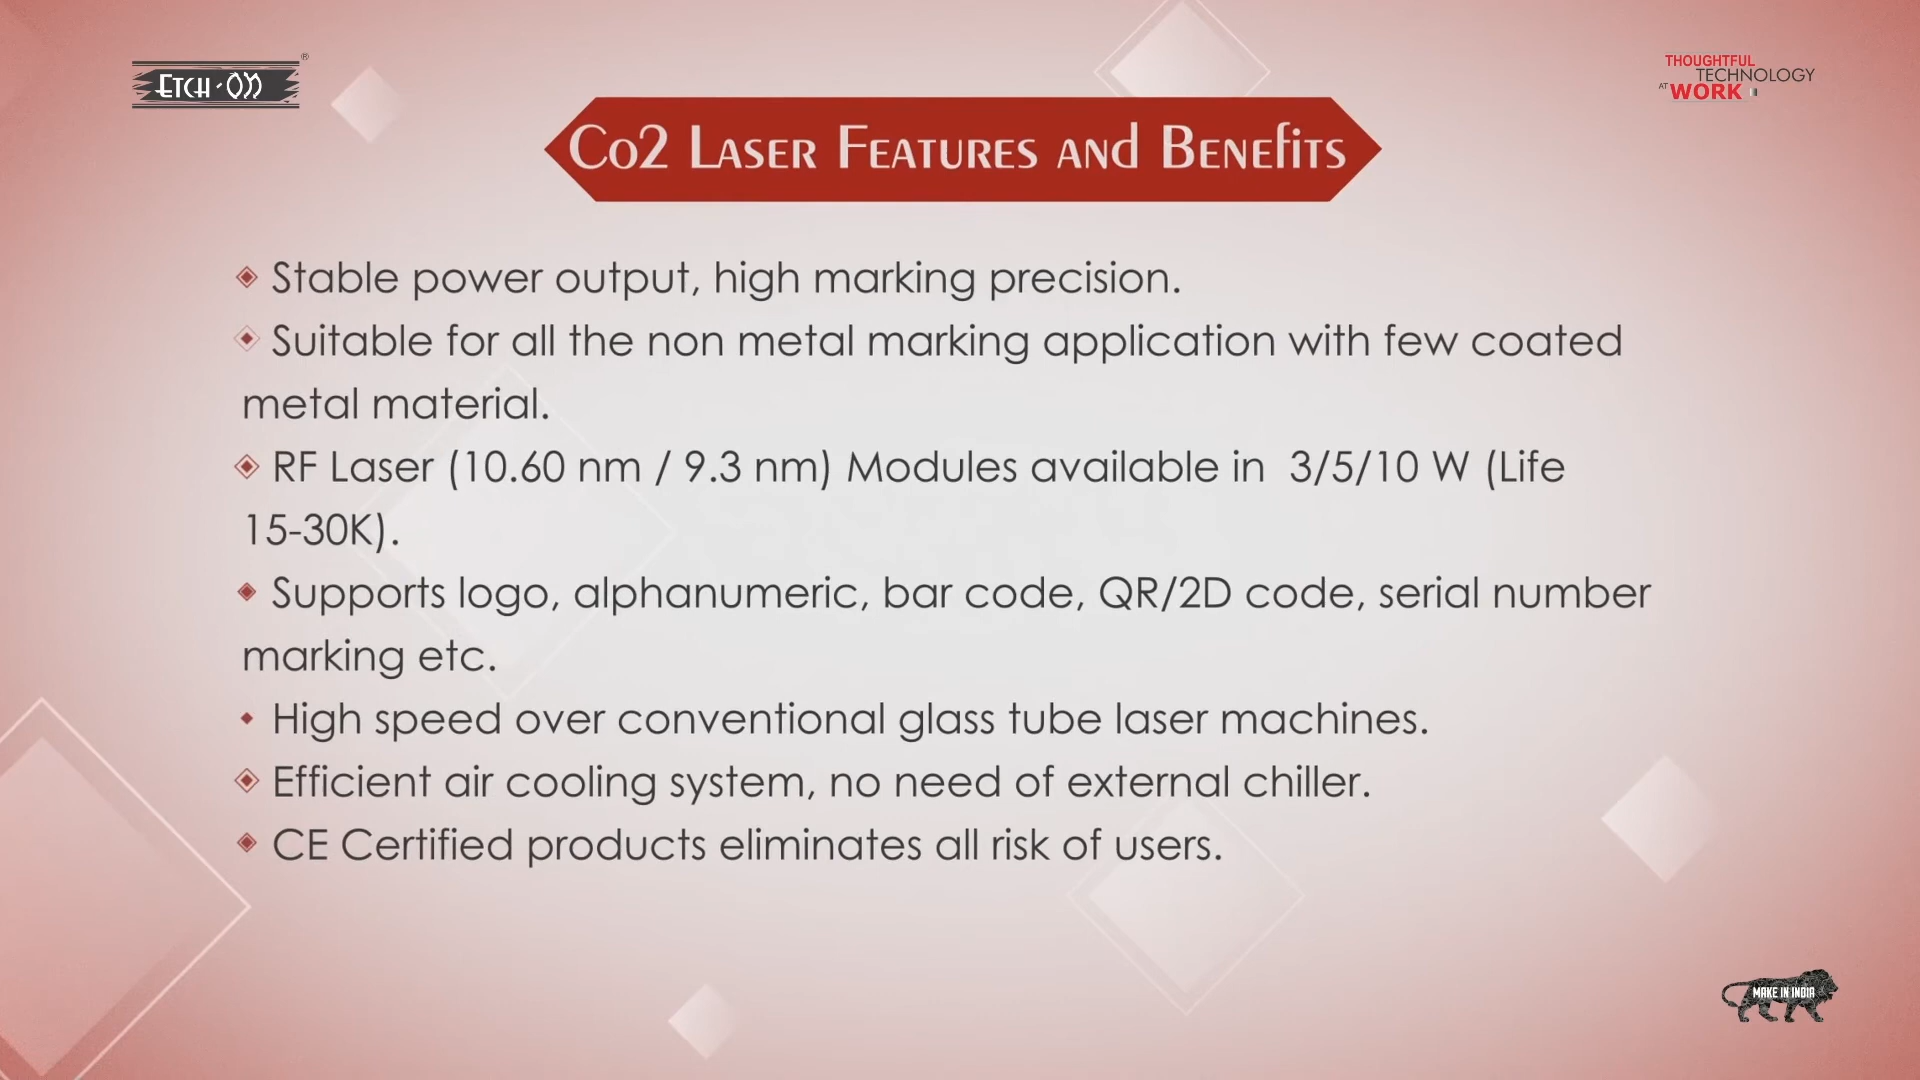 ETCH-ON ®
THOUGHTFUL
TECHNOLOGY
AT WORK
Co2 Laser Features and Benefits
Stable power output, high marking precision.
Suitable for all the non metal marking application with few coated
metal material.
RF Laser (10.60 nm / 9.3 nm) Modules available in 3/5/10 W (Life
15-30K).
Supports logo, alphanumeric, bar code, QR/2D code, serial number
marking etc.
High speed over conventional glass tube laser machines.
Efficient air cooling system, no need of external chiller.
CE Certified products eliminates all risk of users.
MAKE IN INDIA